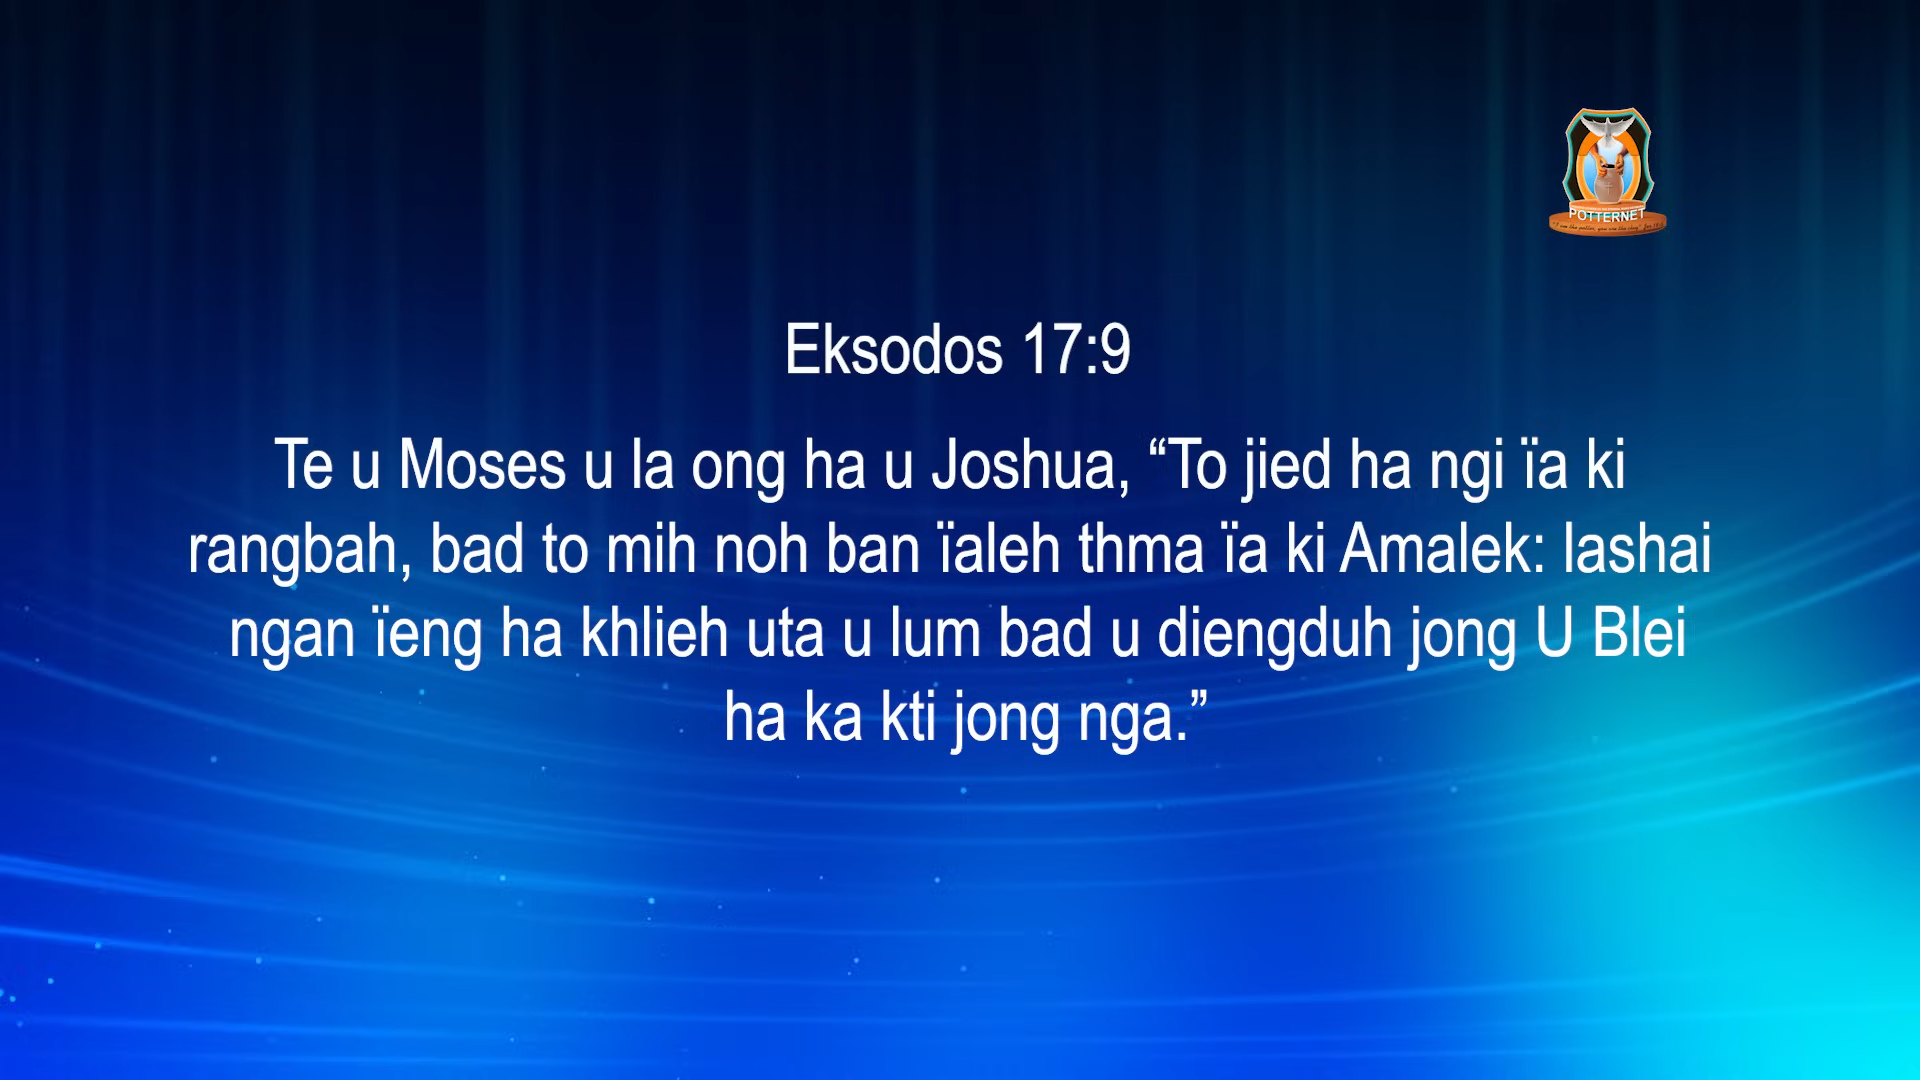 POTTERNET
Eksodos 17:9
Te u Moses u la ong ha u Joshua, “To jied ha ngi ïa ki
rangbah, bad to mih noh ban ïaleh thma ïa ki Amalek: lashai
ngan ïeng ha khlieh uta u lum bad u diengduh jong U Blei
ha ka kti jong nga.”